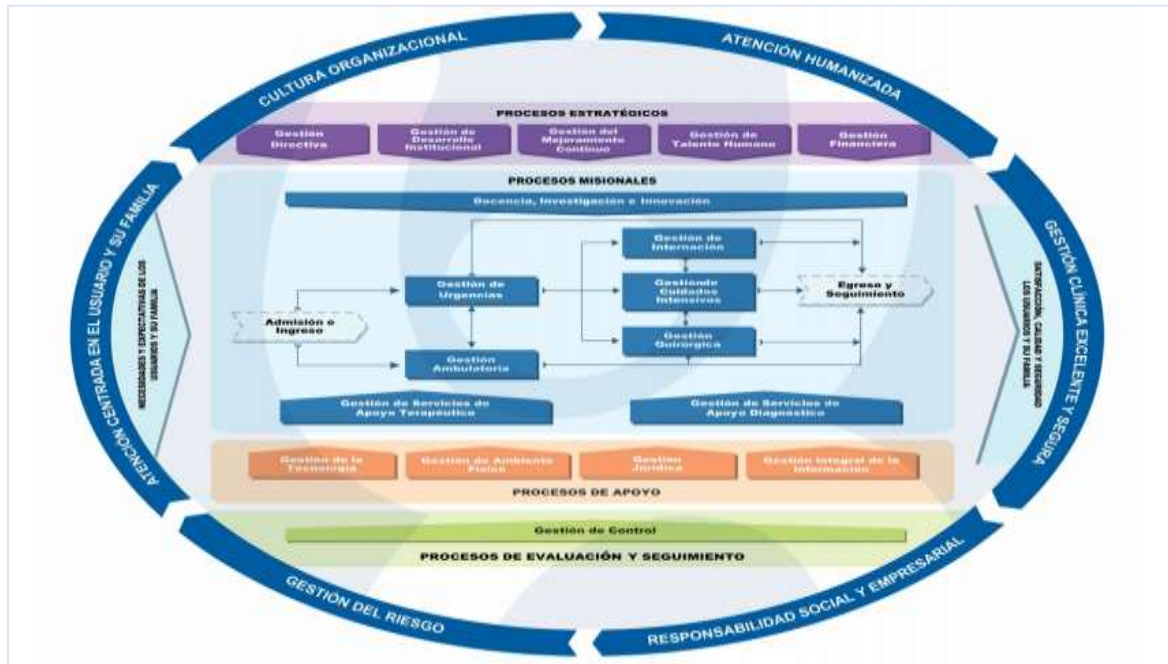 CULTURA ORGANIZACIONAL
ATENCIÓN HUMANIZADA
PROCESOS ESTRATÉGICOS
Gestión
Directiva
Gestión de
Desarrollo
Institucional
Gestión del
Mejoramiento
Continuo
Gestión de
Talento Humano
Gestión
Financiera
ATENCIÓN CENTRADA EN EL USUARIO Y SU FAMILIA
NECESIDADES Y EXPECTATIVAS DE LOS
USUARIOS Y SU FAMILIA
PROCESOS MISIONALES
Docencia, Investigación e Innovación
Admisión e
Ingreso
Gestión de
Urgencias
Gestión
Ambulatoria
Gestión de
Internación
Gestionde
Cuidados
Intensivos
Gestión
Quirúrgica
Egreso y
Seguimiento
Gestión de Servicios de
Apoyo Terapéutico
Gestión de Servicios de
Apoyo Diagnóstico
SATISFACCIÓN, CALIDAD Y SEGURIDAD
LOS USUARIOS Y SU FAMILIA
GESTIÓN CLÍNICA EXCELENTE Y SEGURA
Gestión de la
Tecnología
Gestión de Ambiente
Físico
Gestión
Jurídica
Gestión Integral de la
Información
PROCESOS DE APOYO
Gestión de Control
PROCESOS DE EVALUACIÓN Y SEGUIMIENTO
GESTIÓN DEL RIESGO
RESPONSABILIDAD SOCIAL Y EMPRESARIAL